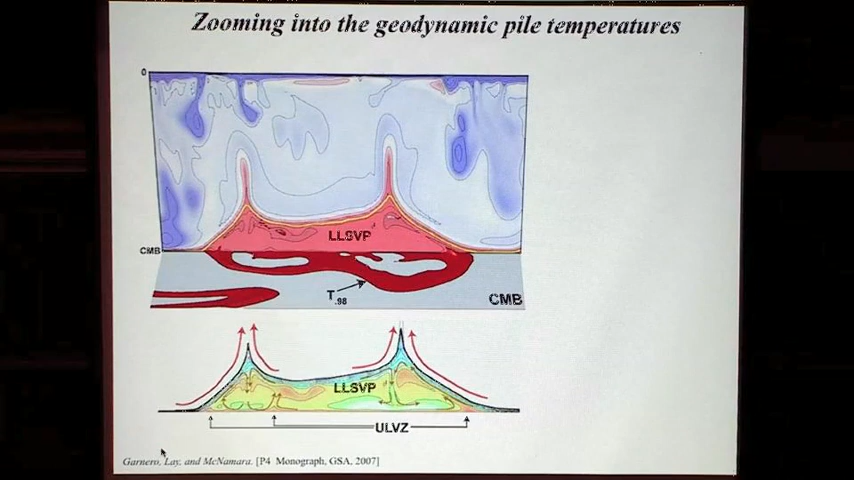 Zooming into the geodynamic pile temperatures
0
LLSVP
CMB
T.98
CMB
LLSVP
ULVZ
Garnero, Lay, and McNamara. [P4 Monograph, GSA, 2007]